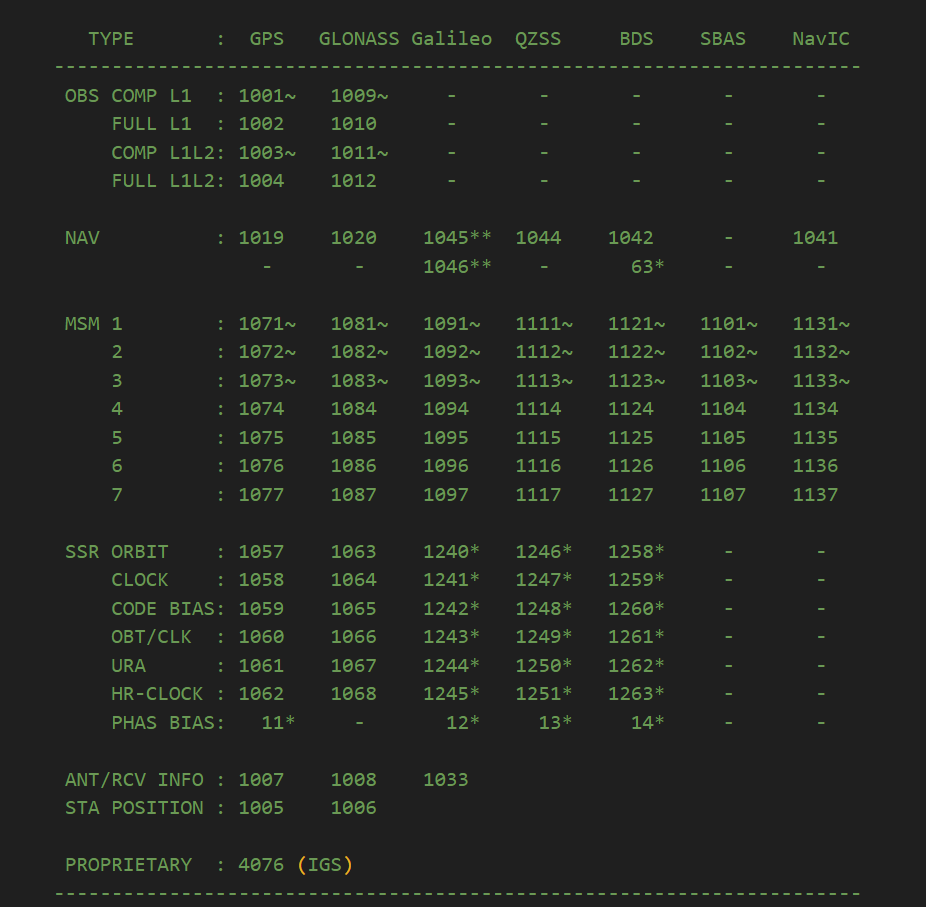 TYPE       :  GPS   GLONASS Galileo  QZSS     BDS    SBAS    NavIC
----------------------------------------------------------------------
OBS COMP L1  : 1001~   1009~     -       -       -       -       -
    FULL L1  : 1002    1010      -       -       -       -       -
    COMP L1L2: 1003~   1011~     -       -       -       -       -
    FULL L1L2: 1004    1012      -       -       -       -       -
NAV          : 1019    1020    1045**  1044    1042      -     1041
               -       -     1046**    -       63*     -       -
MSM 1        : 1071~   1081~   1091~   1111~   1121~   1101~   1131~
    2        : 1072~   1082~   1092~   1112~   1122~   1102~   1132~
    3        : 1073~   1083~   1093~   1113~   1123~   1103~   1133~
    4        : 1074    1084    1094    1114    1124    1104    1134
    5        : 1075    1085    1095    1115    1125    1105    1135
    6        : 1076    1086    1096    1116    1126    1106    1136
    7        : 1077    1087    1097    1117    1127    1107    1137
SSR ORBIT    : 1057    1063    1240*   1246*   1258*     -       -
    CLOCK    : 1058    1064    1241*   1247*   1259*     -       -
    CODE BIAS: 1059    1065    1242*   1248*   1260*     -       -
    OBT/CLK  : 1060    1066    1243*   1249*   1261*     -       -
    URA      : 1061    1067    1244*   1250*   1262*     -       -
    HR-CLOCK : 1062    1068    1245*   1251*   1263*     -       -
    PHAS BIAS:   11*     -       12*     13*     14*     -       -
ANT/RCV INFO : 1007    1008    1033
STA POSITION : 1005    1006
PROPRIETARY  : 4076 (IGS)
----------------------------------------------------------------------